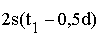 2s(t₁ − 0,5d)